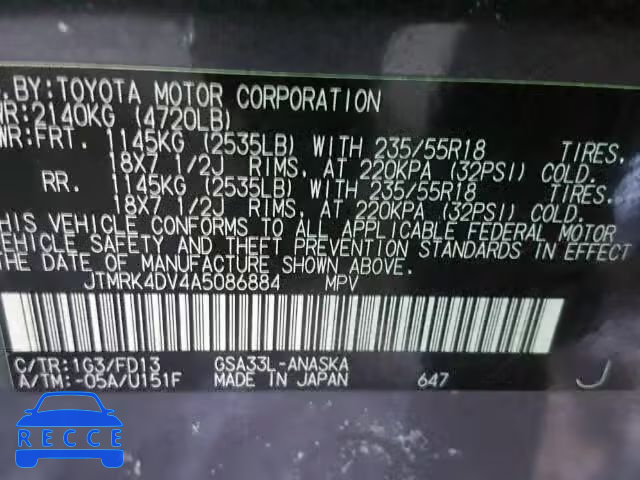 . BY: TOYOTA MOTOR CORPORATION
WR: 2140KG (4720LB)
WR: FRT. 1145KG (2535LB) WITH 235/55R18 TIRES.
18X7 1/2J RIMS, AT 220KPA (32PSI) COLD.
RR. 1145KG (2535LB) WITH 235/55R18 TIRES.
18X7 1/2J RIMS, AT 220KPA (32PSI) COLD.
THIS VEHICLE CONFORMS TO ALL APPLICABLE FEDERAL MOTOR
VEHICLE SAFETY AND THEFT PREVENTION STANDARDS IN EFFECT
THE DATE OF MANUFACTURE SHOWN ABOVE.
JTMRK4DV4A5086884 MPV
C/TR: 1G3/FD13 GSA33L-ANASKA
A/TM: -05A/U151F MADE IN JAPAN 647 J
RECCE